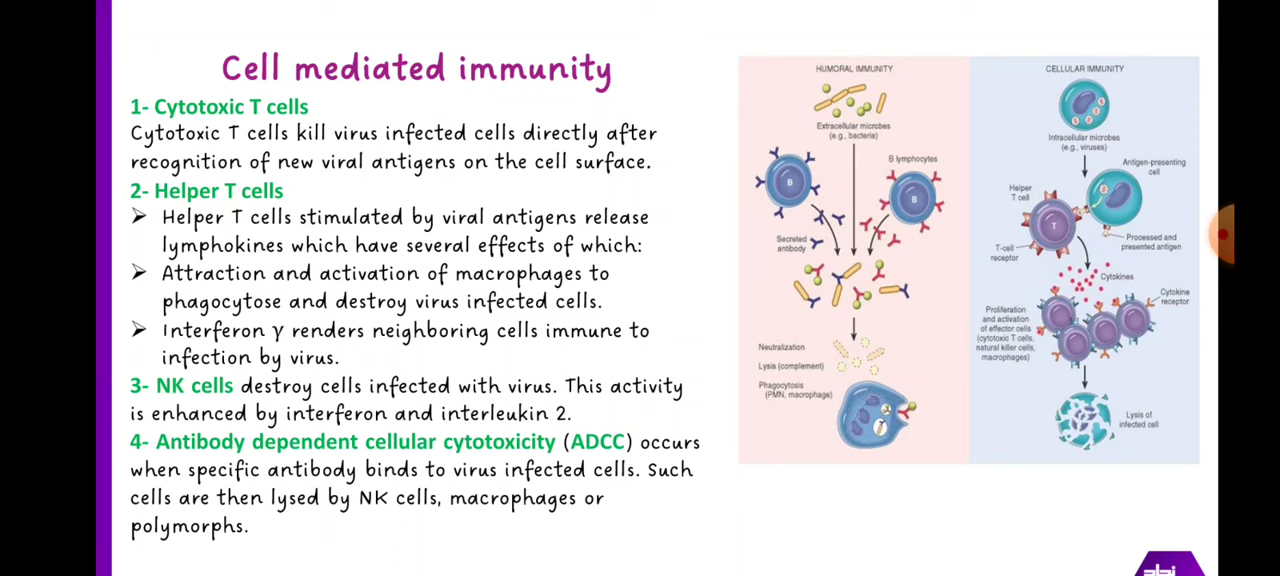 Cell mediated immunity
1- Cytotoxic T cells
Cytotoxic T cells kill virus infected cells directly after
recognition of new viral antigens on the cell surface.
2- Helper T cells
➢ Helper T cells stimulated by viral antigens release
lymphokines which have several effects of which:
➢ Attraction and activation of macrophages to
phagocytose and destroy virus infected cells.
➢ Interferon γ renders neighboring cells immune to
infection by virus.
3- NK cells destroy cells infected with virus. This activity
is enhanced by interferon and interleukin 2.
4- Antibody dependent cellular cytotoxicity (ADCC) occurs
when specific antibody binds to virus infected cells. Such
cells are then lysed by NK cells, macrophages or
polymorphs.
HUMORAL IMMUNITY
Extracellular microbes
(e.g., bacteria)
B lymphocytes
B
B
Secreted
antibody
Neutralization
Lysis (complement)
Phagocytosis
(PMN, macrophage)
CELLULAR IMMUNITY
Intracellular microbes
(e.g., viruses)
Antigen-presenting
cell
Helper
T cell
T
T-cell
receptor
Processed and
presented antigen
Cytokines
Cytokine
receptor
Proliferation
and activation
of effector cells
(cytotoxic T cells,
natural killer cells,
macrophages)
Lysis of
infected cell